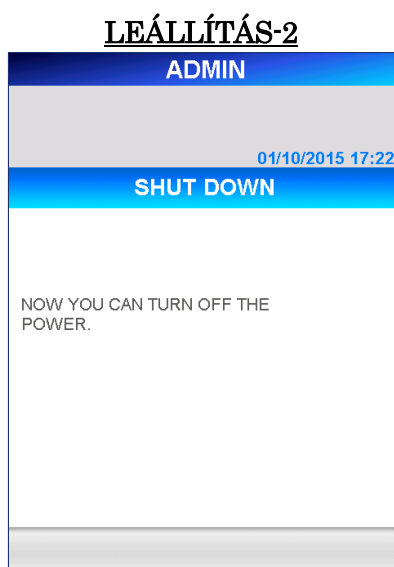 LEÁLLÍTÁS-2
ADMIN
01/10/2015 17:22
SHUT DOWN
NOW YOU CAN TURN OFF THE
POWER.